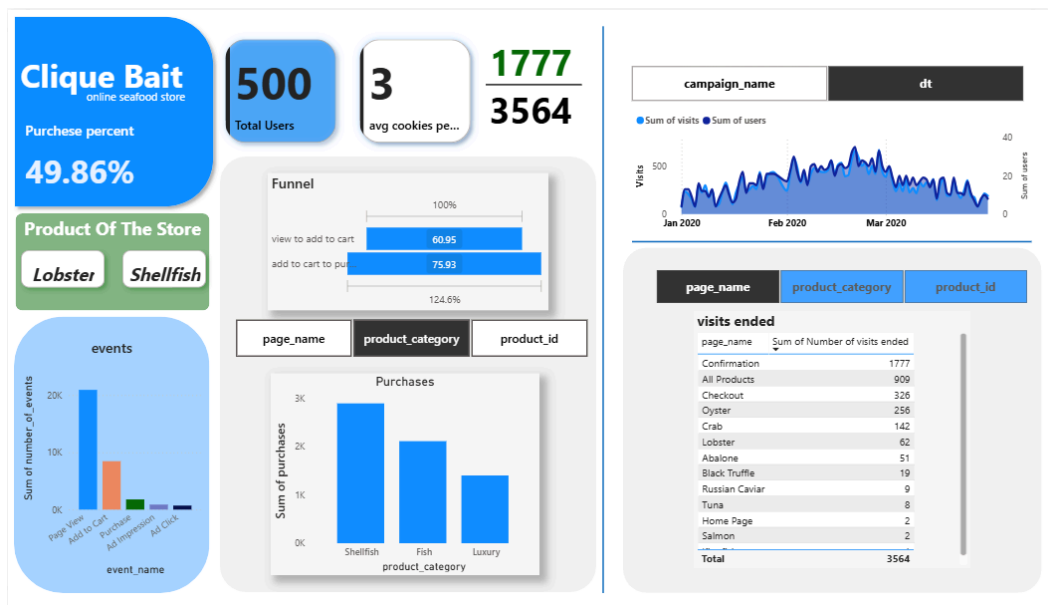 Clique Bait
online seafood store
Purchese percent
49.86%
Product Of The Store
Lobster
Shellfish
events
Sum of number_of_events
20K
10K
0K
Page View
Add to Cart
Purchase
Ad Impression
Ad Click
event_name
500
Total Users
3
avg cookies pe...
1777
3564
Funnel
100%
view to add to cart
60.95
add to cart to pur...
75.93
124.6%
page_name
product_category
product_id
Purchases
Sum of purchases
3K
2K
1K
0K
Shellfish
Fish
Luxury
product_category
campaign_name
dt
Sum of visits
Sum of users
Visits
500
0
40
20
0
Sum of users
Jan 2020
Feb 2020
Mar 2020
page_name
product_category
product_id
visits ended
page_name Sum of Number of visits ended
Confirmation 1777
All Products 909
Checkout 326
Oyster 256
Crab 142
Lobster 62
Abalone 51
Black Truffle 19
Russian Caviar 9
Tuna 8
Home Page 2
Salmon 2
Total 3564